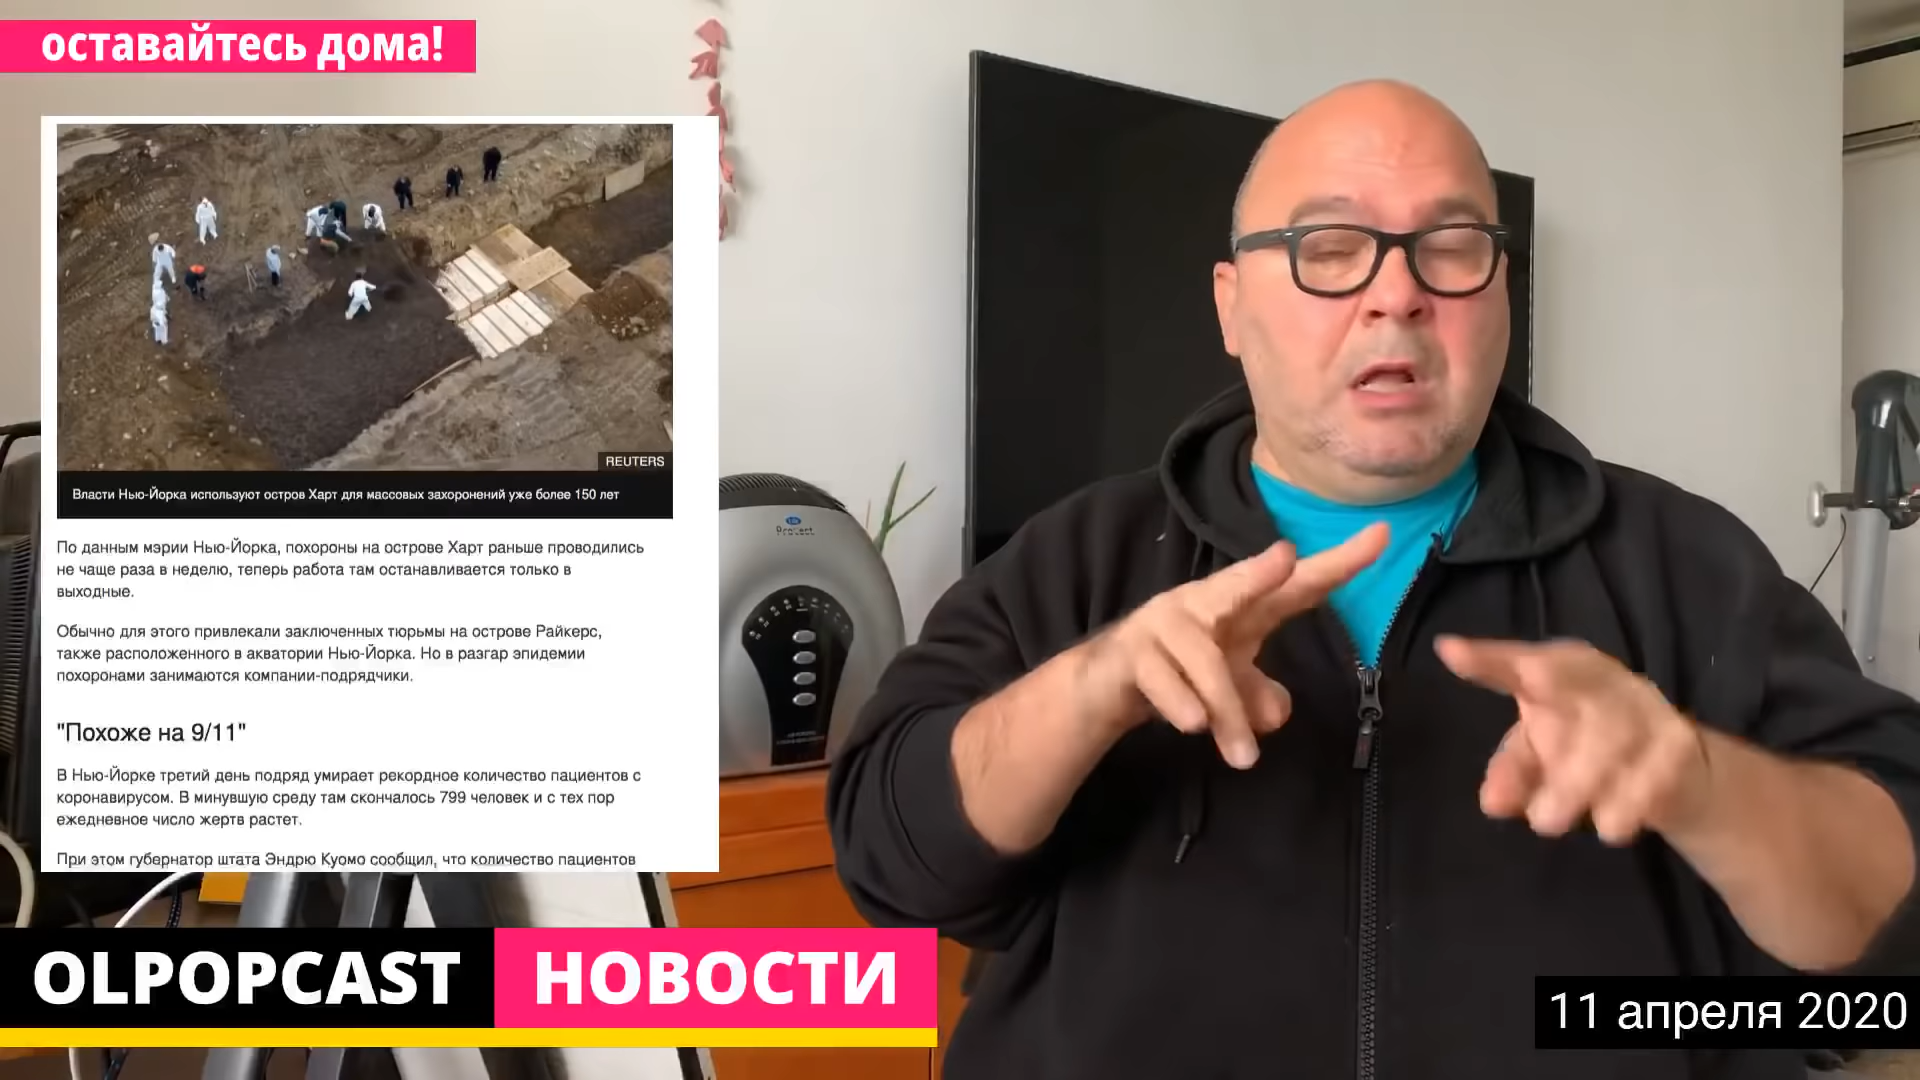 оставайтесь дома!
REUTERS
Власти Нью-Йорка используют остров Харт для массовых захоронений уже более 150 лет
По данным мэрии Нью-Йорка, похороны на острове Харт раньше проводились
не чаще раза в неделю, теперь работа там останавливается только в
выходные.
Обычно для этого привлекали заключенных тюрьмы на острове Райкерс,
также расположенного в акватории Нью-Йорка. Но в разгар эпидемии
похоронами занимаются компании-подрядчики.
"Похоже на 9/11"
В Нью-Йорке третий день подряд умирает рекордное количество пациентов с
коронавирусом. В минувшую среду там скончалось 799 человек и с тех пор
ежедневное число жертв растет.
При этом губернатор штата Эндрю Куомо сообщил, что количество пациентов
OLPOPCAST НОВОСТИ
11 апреля 2020